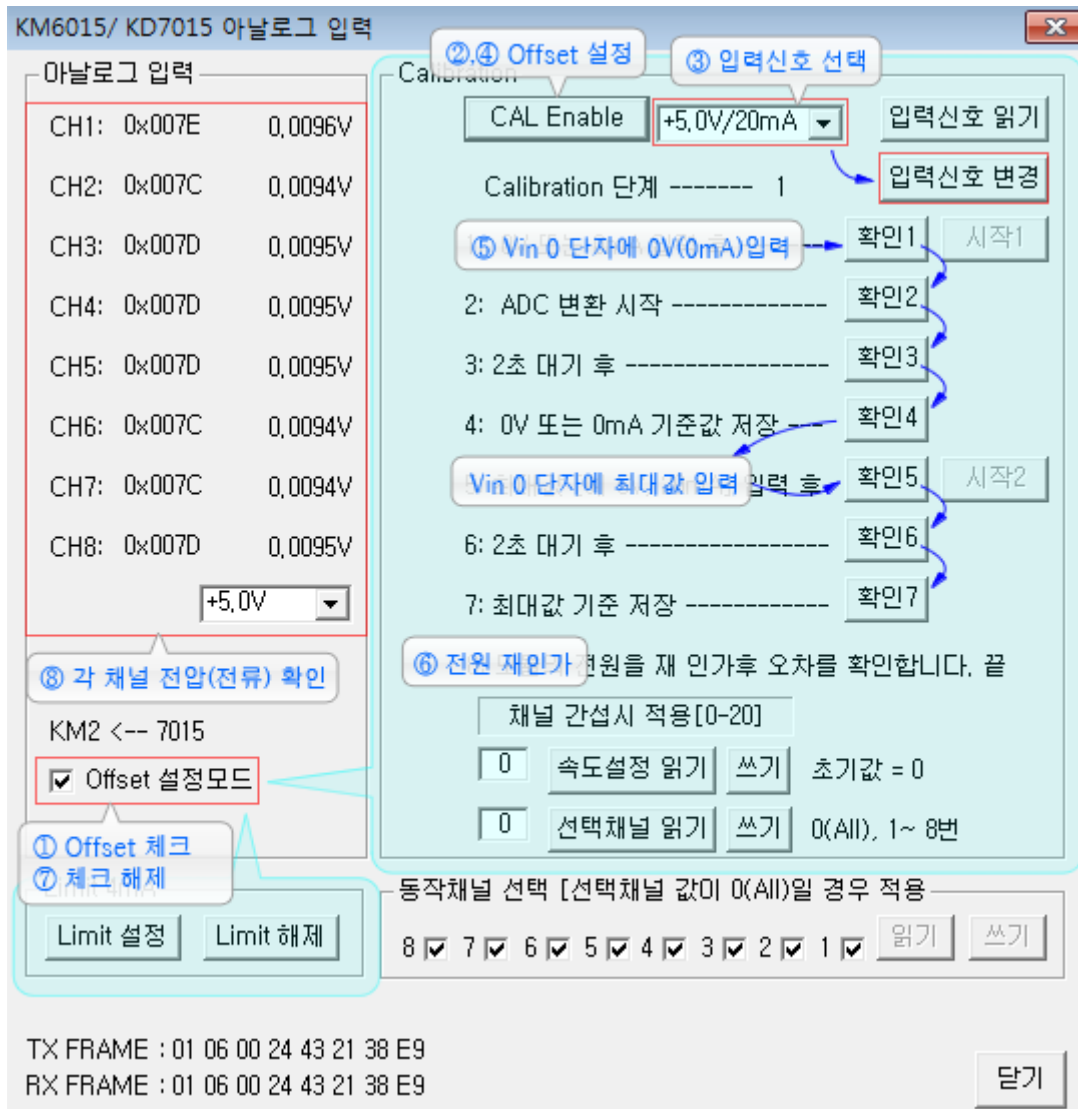 KM6015/ KD7015 아날로그 입력
②,④ Offset 설정
③ 입력신호 선택
아날로그 입력
Calibration
CAL Enable
+5,0V/20mA
입력신호 읽기
입력신호 변경
Calibration 단계 ------- 1
⑤ Vin 0 단자에 0V(0mA)입력
확인1
시작1
2: ADC 변환 시작 -------------
확인2
3: 2초 대기 후 -----------------
확인3
4: 0V 또는 0mA 기준값 저장 ---
확인4
Vin 0 단자에 최대값 입력
입력 후
확인5
시작2
6: 2초 대기 후 -----------------
확인6
7: 최대값 기준 저장 ------------
확인7
⑥ 전원 재인가
전원을 재 인가후 오차를 확인합니다, 끝
채널 간섭시 적용[0-20]
0 속도설정 읽기 쓰기 초기값 = 0
0 선택채널 읽기 쓰기 0(All), 1~ 8번
CH1: 0x007E 0,0096V
CH2: 0x007C 0,0094V
CH3: 0x007D 0,0095V
CH4: 0x007D 0,0095V
CH5: 0x007D 0,0095V
CH6: 0x007C 0,0094V
CH7: 0x007C 0,0094V
CH8: 0x007D 0,0095V
+5,0V
⑧ 각 채널 전압(전류) 확인
KM2 <-- 7015
Offset 설정모드
① Offset 체크
⑦ 체크 해제
Limit 4mA
Limit 설정 Limit 해제
동작채널 선택 [선택채널 값이 0(All)일 경우 적용
8 7 6 5 4 3 2 1 읽기 쓰기
TX FRAME : 01 06 00 24 43 21 38 E9
RX FRAME : 01 06 00 24 43 21 38 E9
닫기